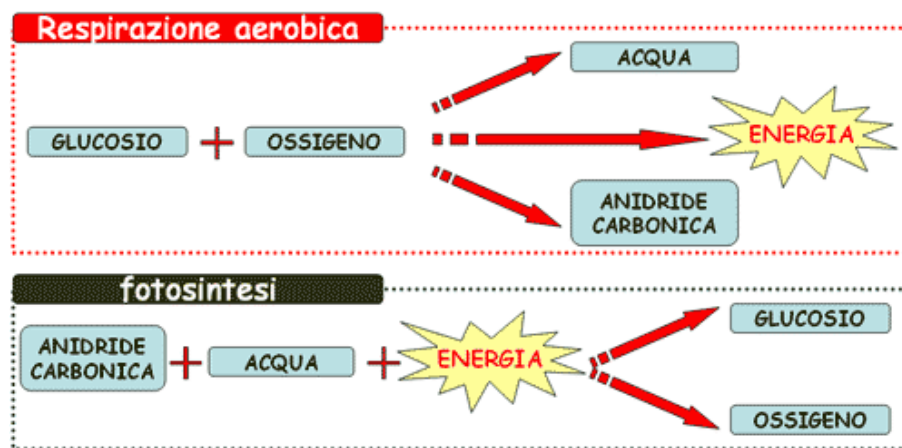 Respirazione aerobica
ACQUA
GLUCOSIO + OSSIGENO
ENERGIA
ANIDRIDE
CARBONICA
fotosintesi
ANIDRIDE
CARBONICA
+ ACQUA + ENERGIA
GLUCOSIO
OSSIGENO